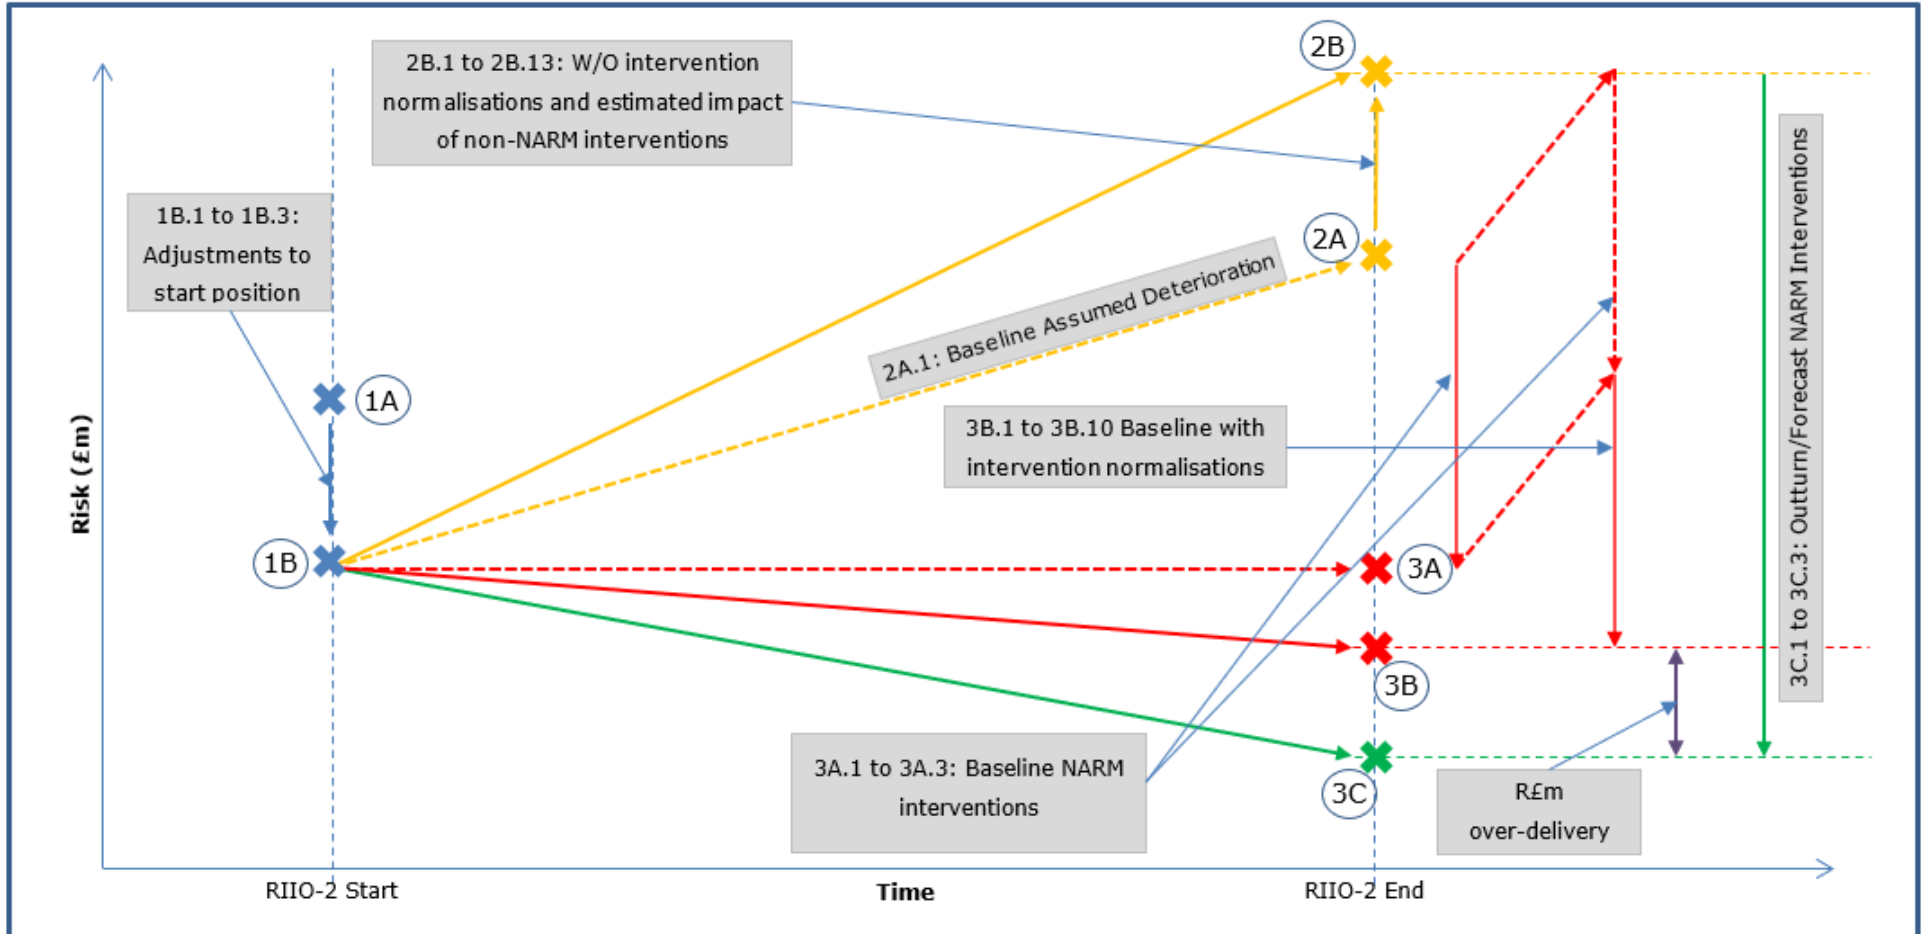 2B
2B.1 to 2B.13: W/O intervention
normalisations and estimated impact
of non-NARM interventions
1B.1 to 1B.3:
Adjustments to
start position
2A
2A.1: Baseline Assumed Deterioration
1A
3B.1 to 3B.10 Baseline with
intervention normalisations
3C.1 to 3C.3: Outturn/Forecast NARM Interventions
Risk (£m)
1B
3A
3B
3A.1 to 3A.3: Baseline NARM
interventions
3C
R£m
over-delivery
RIIO-2 Start
Time
RIIO-2 End